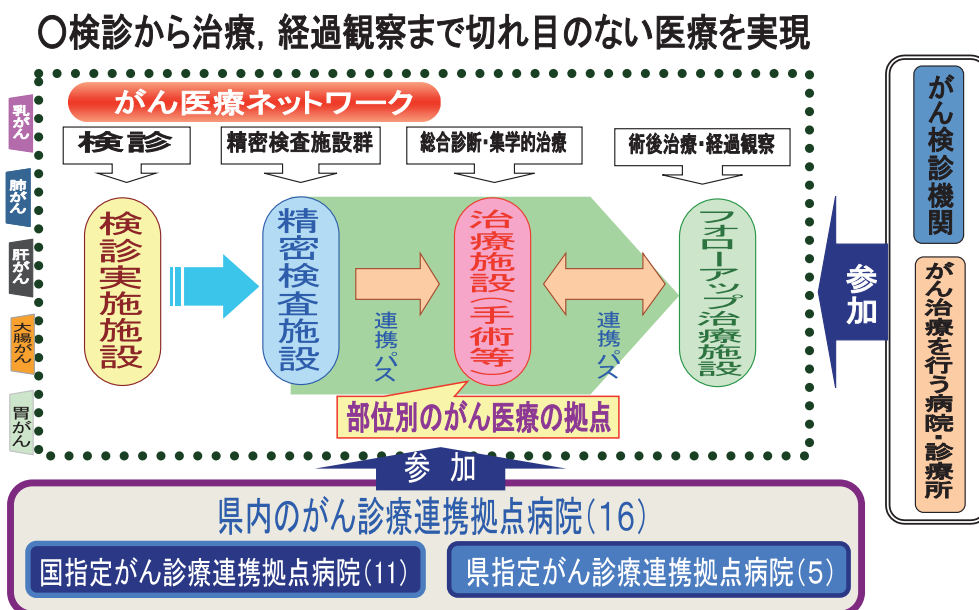 〇検診から治療，経過観察まで切れ目のない医療を実現
がん医療ネットワーク
検診
精密検査施設群
総合診断・集学的治療
術後治療・経過観察
乳がん
肺がん
肝がん
大腸がん
胃がん
検診実施施設
精密検査施設
連携パス
治療施設（手術等）
連携パス
フォローアップ治療施設
部位別のがん医療の拠点
参加
がん検診機関
がん治療を行う病院・診療所
参加
県内のがん診療連携拠点病院（16）
国指定がん診療連携拠点病院（11）
県指定がん診療連携拠点病院（5）